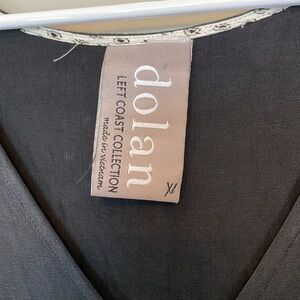 dolan
LEFT COAST COLLECTION
made in vietnam
XL